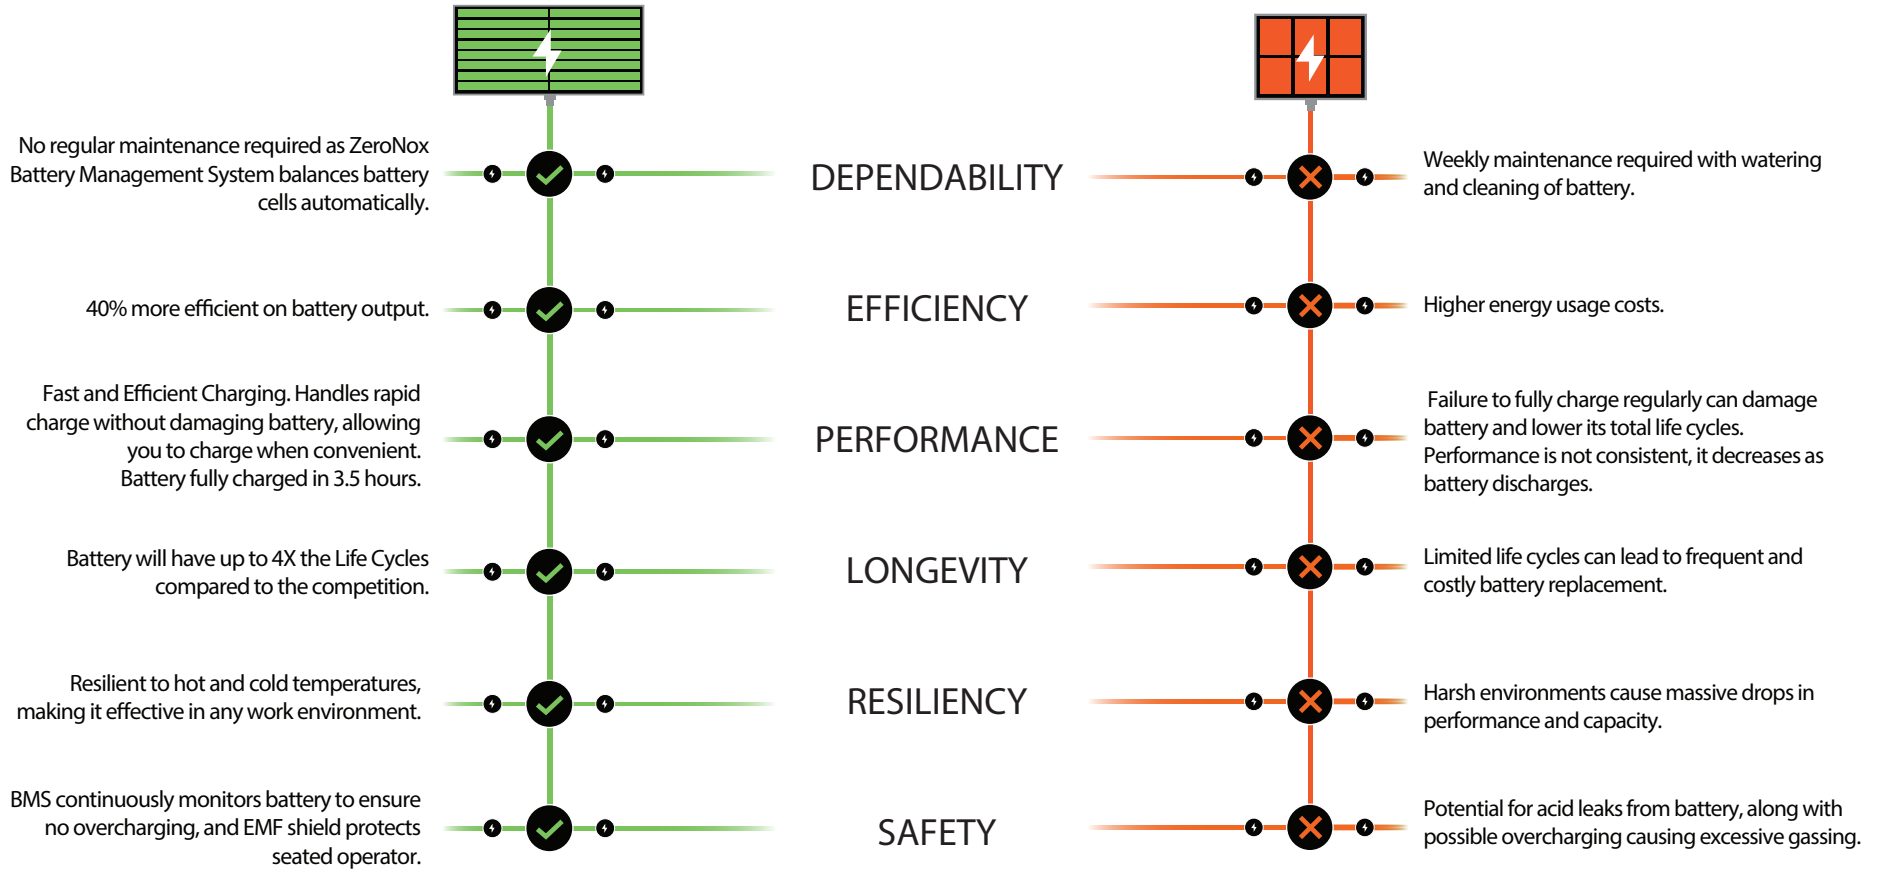 No regular maintenance required as ZeroNox
Battery Management System balances battery
cells automatically.
DEPENDABILITY
Weekly maintenance required with watering
and cleaning of battery.
40% more efficient on battery output.
EFFICIENCY
Higher energy usage costs.
Fast and Efficient Charging. Handles rapid
charge without damaging battery, allowing
you to charge when convenient.
Battery fully charged in 3.5 hours.
PERFORMANCE
Failure to fully charge regularly can damage
battery and lower its total life cycles.
Performance is not consistent, it decreases as
battery discharges.
Battery will have up to 4X the Life Cycles
compared to the competition.
LONGEVITY
Limited life cycles can lead to frequent and
costly battery replacement.
Resilient to hot and cold temperatures,
making it effective in any work environment.
RESILIENCY
Harsh environments cause massive drops in
performance and capacity.
BMS continuously monitors battery to ensure
no overcharging, and EMF shield protects
seated operator.
SAFETY
Potential for acid leaks from battery, along with
possible overcharging causing excessive gassing.